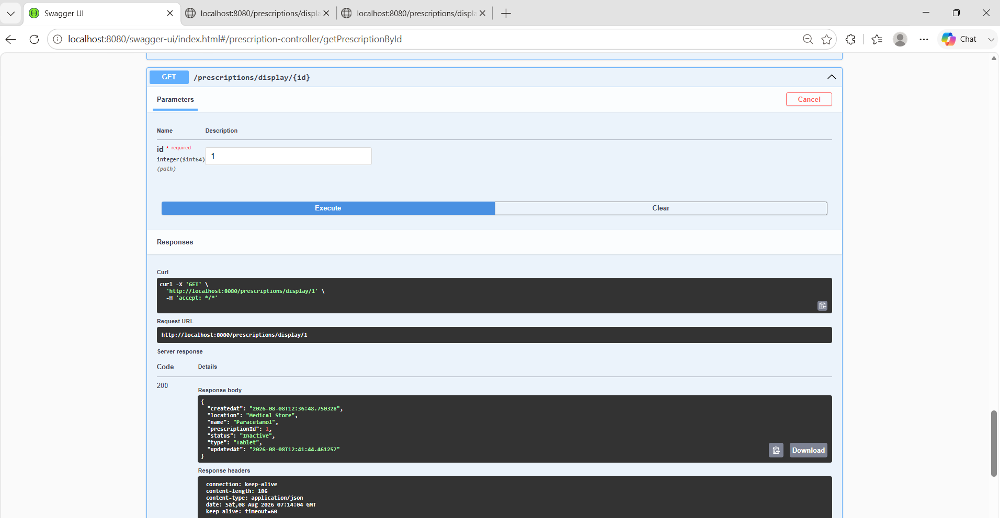 Swagger UI
localhost:8080/prescriptions/displa
localhost:8080/prescriptions/displa
localhost:8080/swagger-ui/index.html#/prescription-controller/getPrescriptionById
Chat
GET /prescriptions/display/{id}
Parameters
Cancel
Name Description
id * required
integer($int64)
(path)
1
Execute
Clear
Responses
Curl
curl -X 'GET' \
'http://localhost:8080/prescriptions/display/1' \
-H 'accept: */*'
Request URL
http://localhost:8080/prescriptions/display/1
Server response
Code Details
200
Response body
{
"createdAt": "2026-08-08T12:36:48.750328",
"location": "Medical Store",
"name": "Paracetamol",
"prescriptionId": 1,
"status": "Inactive",
"type": "Tablet",
"updatedAt": "2026-08-08T12:41:44.461257"
}
Download
Response headers
connection: keep-alive
content-length: 186
content-type: application/json
date: Sat,08 Aug 2026 07:14:04 GMT
keep-alive: timeout=60